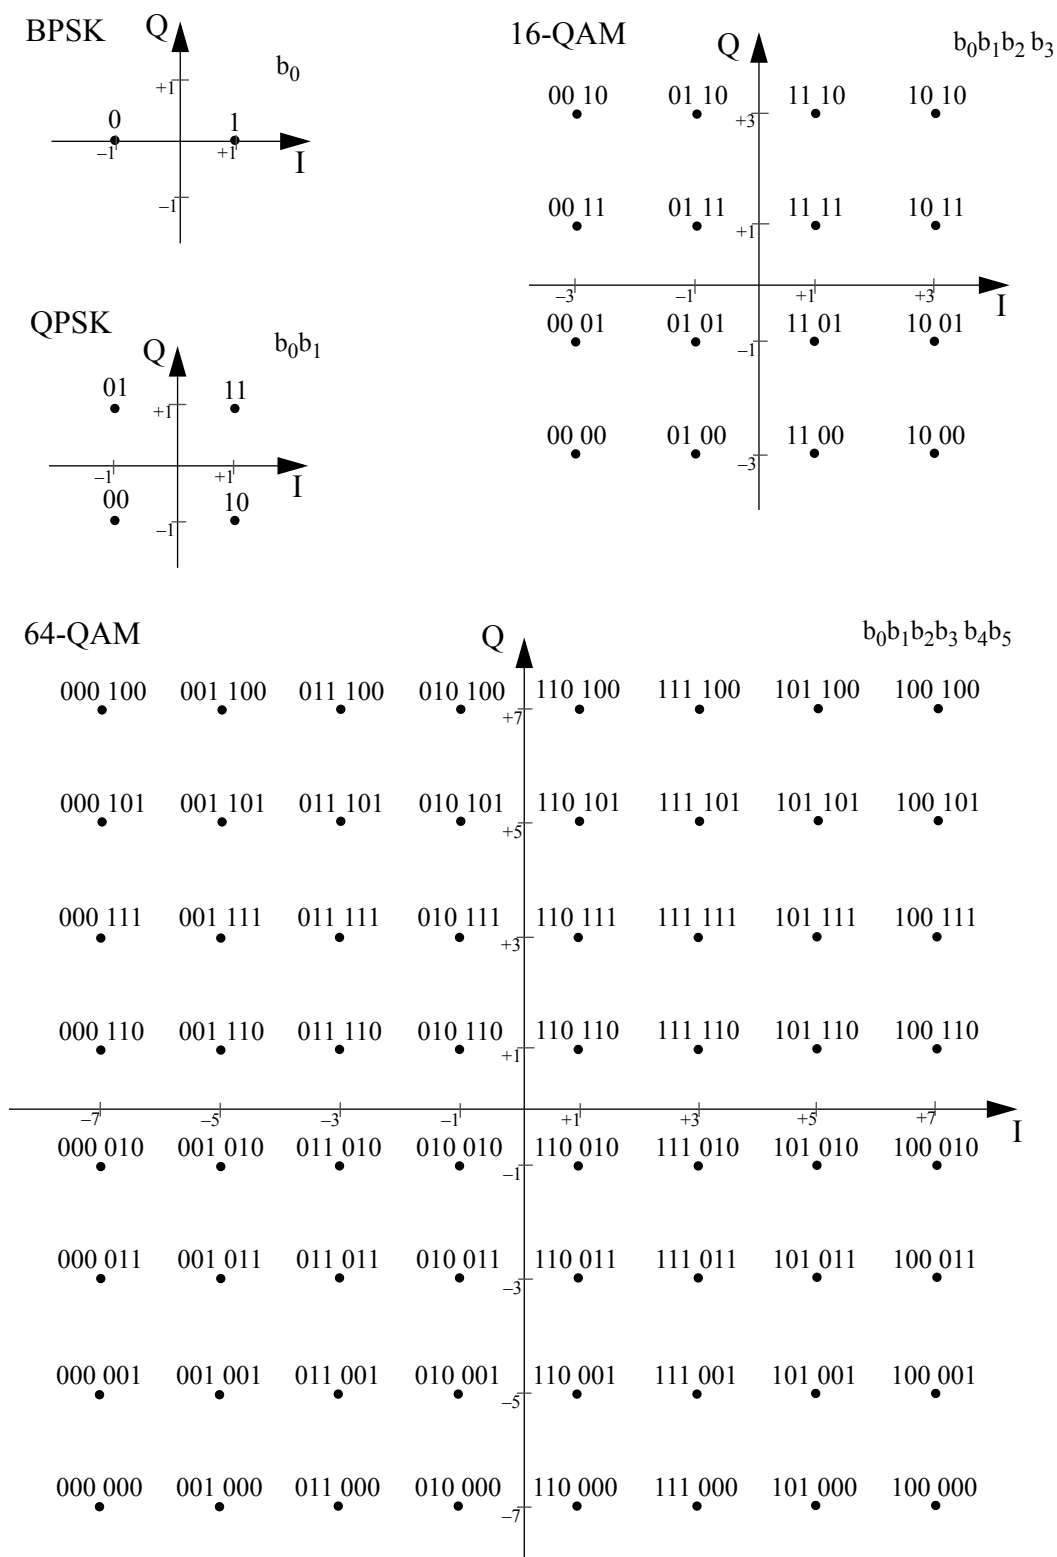 BPSK
Q
b0
+1
0 1
−1 +1
I
−1
QPSK
Q
b0b1
01 11
+1
−1 +1
I
00 10
−1
16-QAM
Q
b0b1b2 b3
00 10 01 10 11 10 10 10
+3
00 11 01 11 11 11 10 11
+1
−3 −1 +1 +3
I
00 01 01 01 11 01 10 01
−1
00 00 01 00 11 00 10 00
−3
64-QAM
Q
b0b1b2b3 b4b5
000 100 001 100 011 100 010 100 110 100 111 100 101 100 100 100
+7
000 101 001 101 011 101 010 101 110 101 111 101 101 101 100 101
+5
000 111 001 111 011 111 010 111 110 111 111 111 101 111 100 111
+3
000 110 001 110 011 110 010 110 110 110 111 110 101 110 100 110
+1
−7 −5 −3 −1 +1 +3 +5 +7
I
000 010 001 010 011 010 010 010 110 010 111 010 101 010 100 010
−1
000 011 001 011 011 011 010 011 110 011 111 011 101 011 100 011
−3
000 001 001 001 011 001 010 001 110 001 111 001 101 001 100 001
−5
000 000 001 000 011 000 010 000 110 000 111 000 101 000 100 000
−7